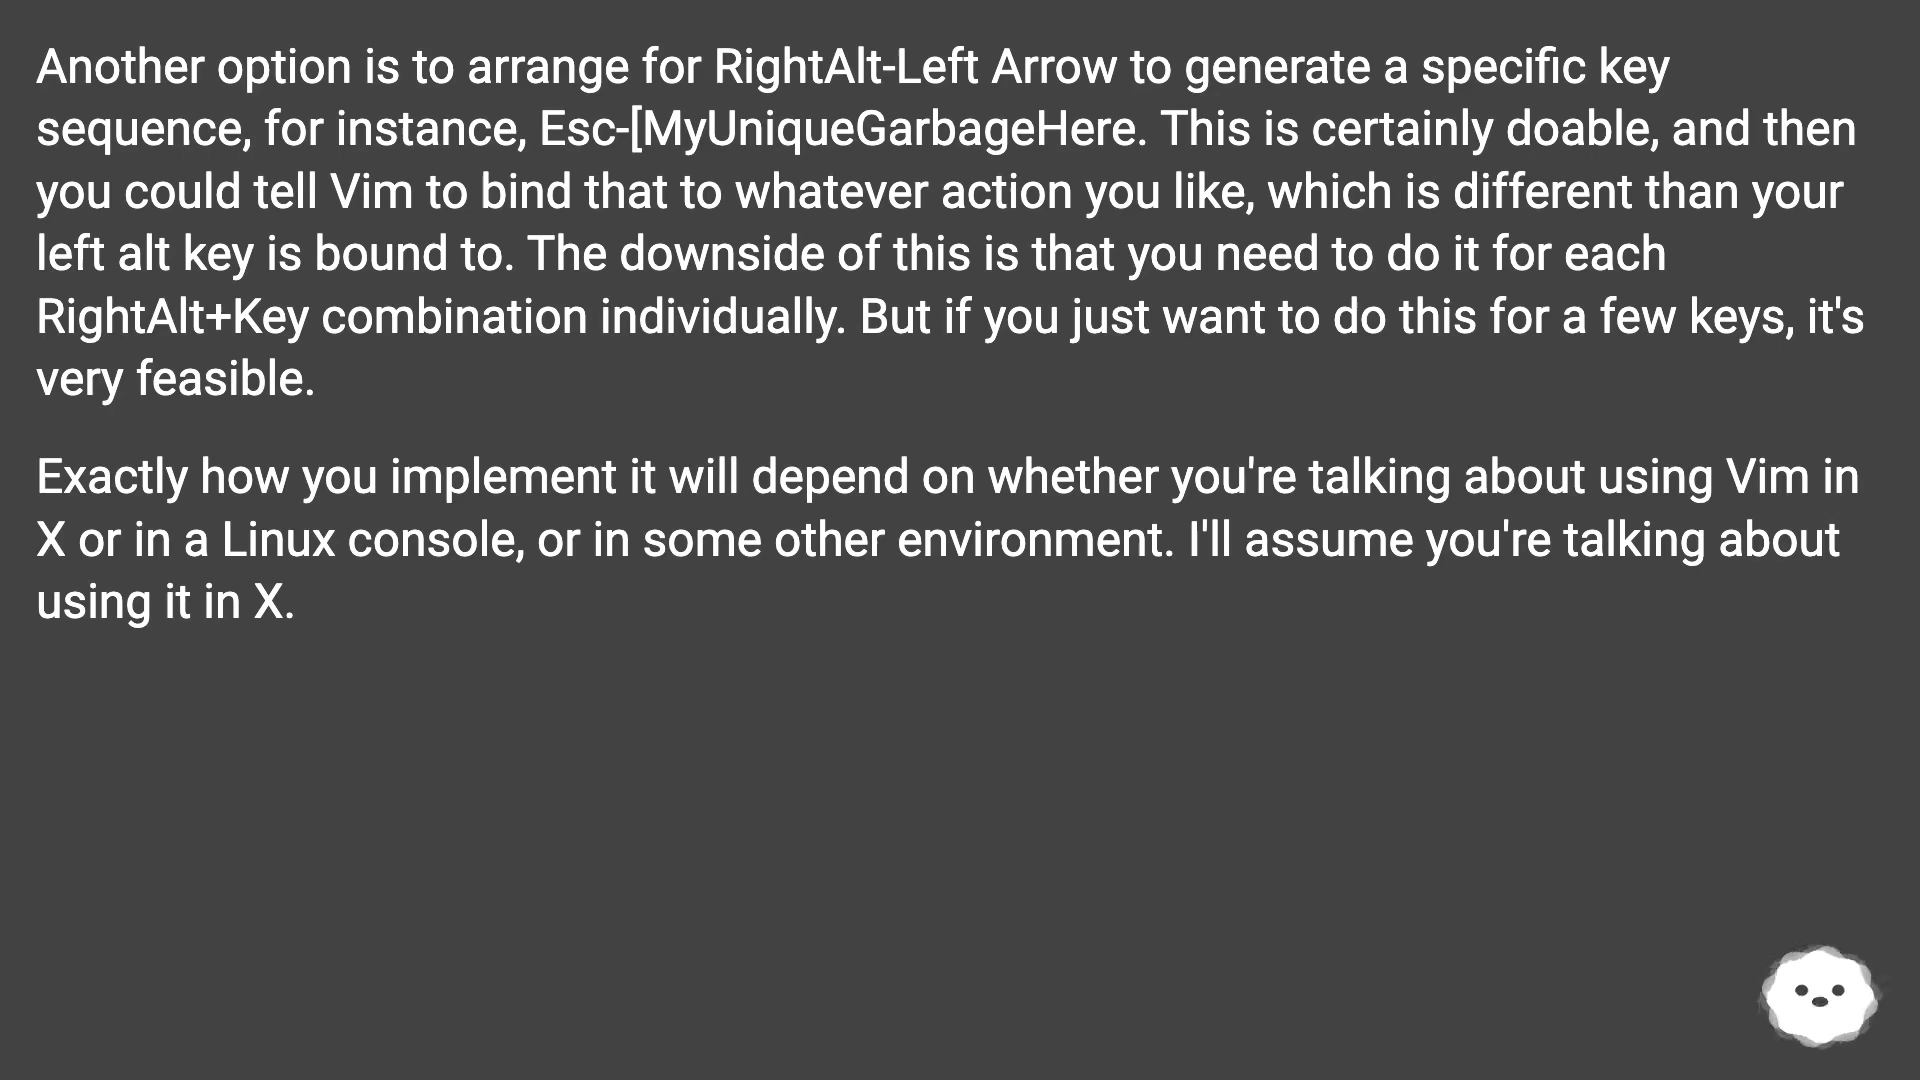 Another option is to arrange for RightAlt-Left Arrow to generate a specific key
sequence, for instance, Esc-[MyUniqueGarbageHere. This is certainly doable, and then
you could tell Vim to bind that to whatever action you like, which is different than your
left alt key is bound to. The downside of this is that you need to do it for each
RightAlt+Key combination individually. But if you just want to do this for a few keys, it's
very feasible.
Exactly how you implement it will depend on whether you're talking about using Vim in
X or in a Linux console, or in some other environment. I'll assume you're talking about
using it in X.